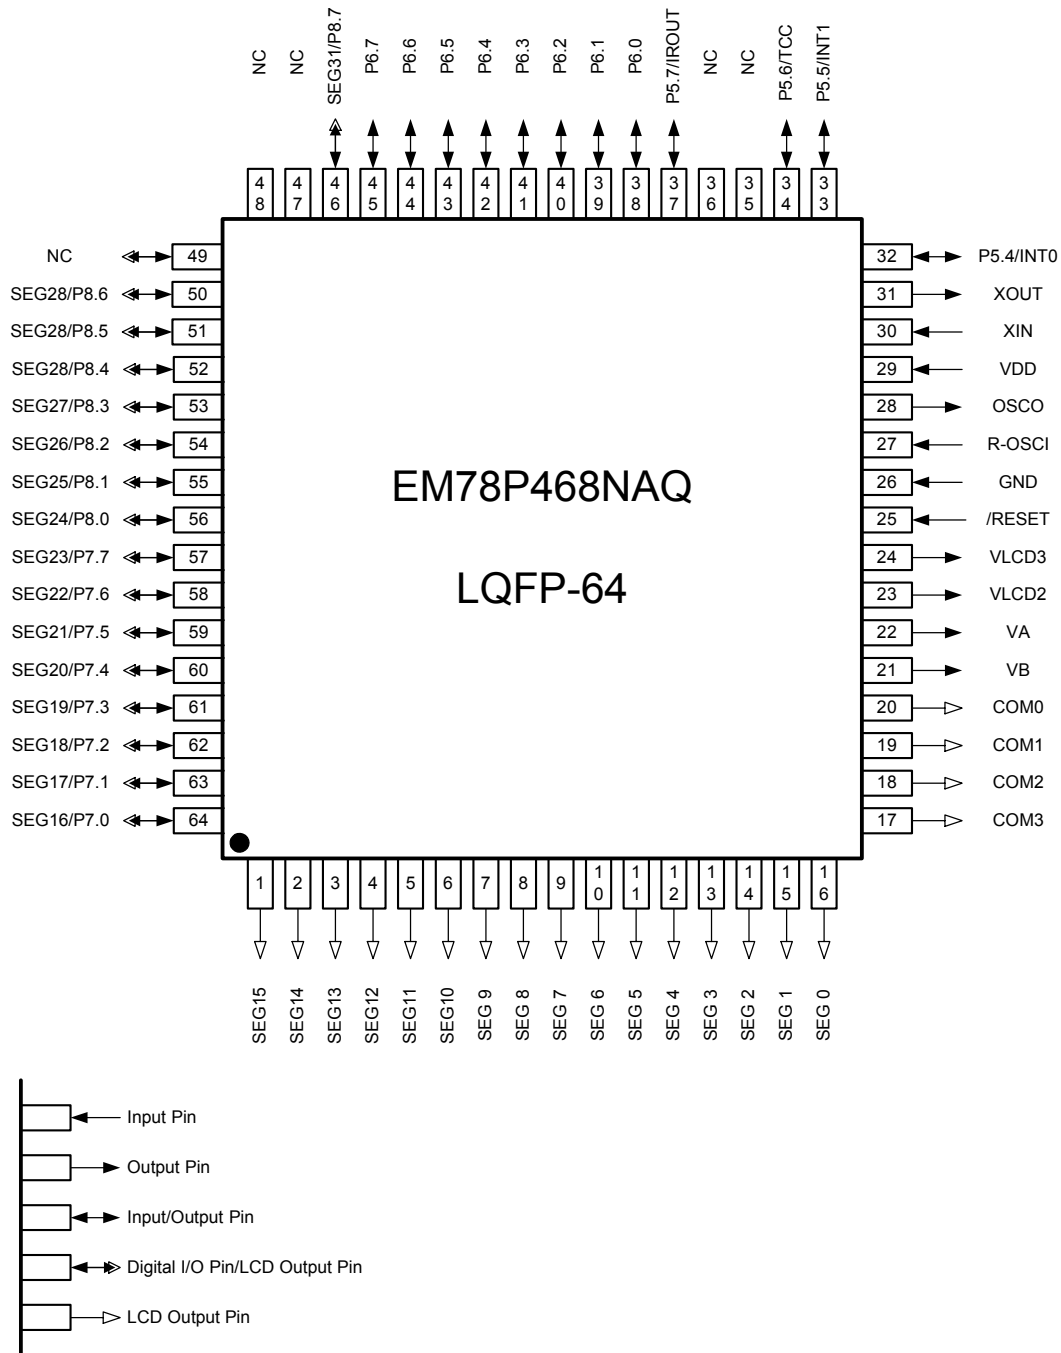 NC
NC
SEG31/P8.7
P6.7
P6.6
P6.5
P6.4
P6.3
P6.2
P6.1
P6.0
P5.7/IROUT
NC
NC
P5.6/TCC
P5.5/INT1
48
47
46
45
44
43
42
41
40
39
38
37
36
35
34
33
NC 49
SEG28/P8.6 50
SEG28/P8.5 51
SEG28/P8.4 52
SEG27/P8.3 53
SEG26/P8.2 54
SEG25/P8.1 55
SEG24/P8.0 56
SEG23/P7.7 57
SEG22/P7.6 58
SEG21/P7.5 59
SEG20/P7.4 60
SEG19/P7.3 61
SEG18/P7.2 62
SEG17/P7.1 63
SEG16/P7.0 64
EM78P468NAQ
LQFP-64
32 P5.4/INT0
31 XOUT
30 XIN
29 VDD
28 OSCO
27 R-OSCI
26 GND
25 /RESET
24 VLCD3
23 VLCD2
22 VA
21 VB
20 COM0
19 COM1
18 COM2
17 COM3
1
2
3
4
5
6
7
8
9
10
11
12
13
14
15
16
SEG15
SEG14
SEG13
SEG12
SEG11
SEG10
SEG 9
SEG 8
SEG 7
SEG 6
SEG 5
SEG 4
SEG 3
SEG 2
SEG 1
SEG 0
Input Pin
Output Pin
Input/Output Pin
Digital I/O Pin/LCD Output Pin
LCD Output Pin